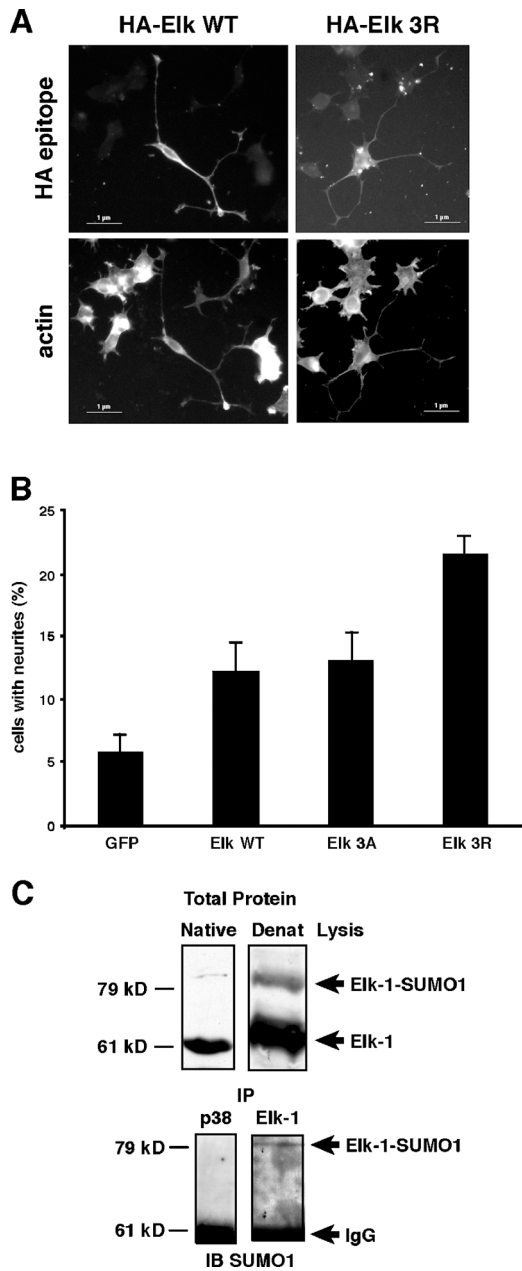 A
HA-Elk WT HA-Elk 3R
HA epitope
1 µm 1 µm
actin
1 µm 1 µm
B
25
20
15
10
5
0
cells with neurites (%)
GFP Elk WT Elk 3A Elk 3R
C
Total Protein
Native Denat Lysis
79 kD Elk-1-SUMO1
61 kD Elk-1
IP
p38 Elk-1
79 kD Elk-1-SUMO1
61 kD IgG
IB SUMO1